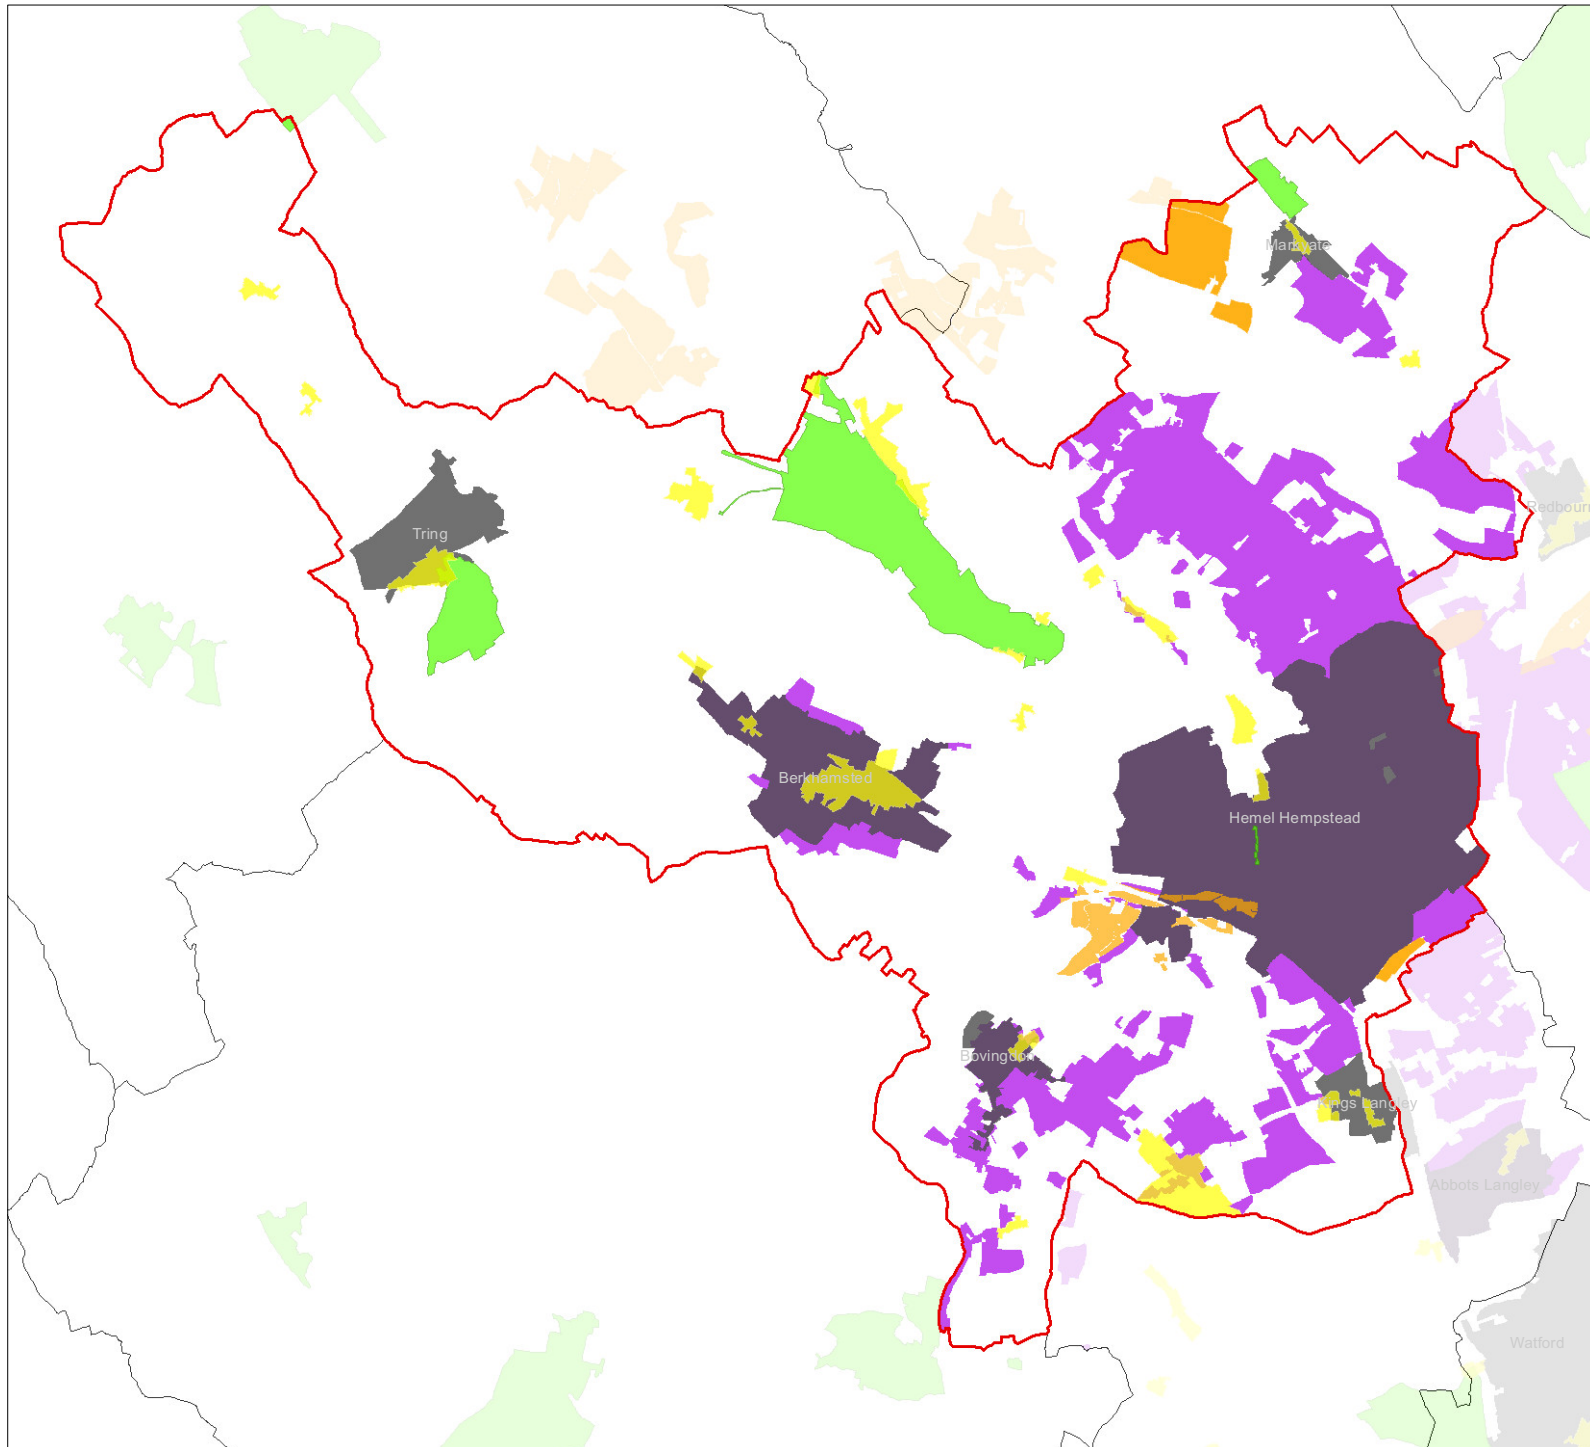 Markyate
Redbourn
Tring
Berkhamsted
Hemel Hempstead
Bovingdon
Kings Langley
Abbots Langley
Watford